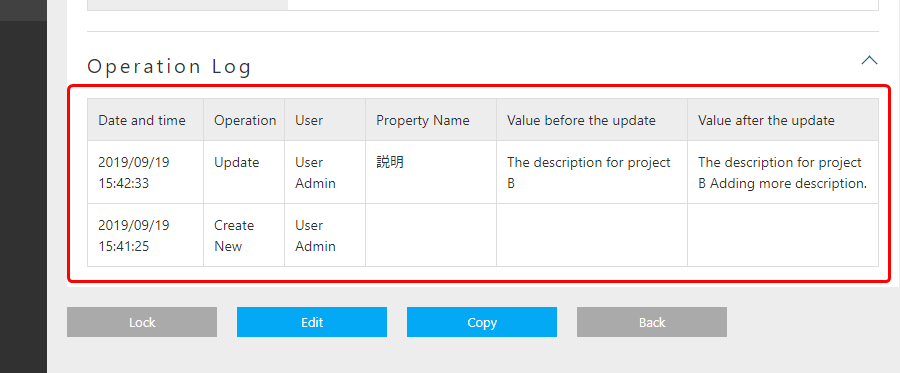 Operation Log
Date and time Operation User Property Name Value before the update Value after the update
2019/09/19 Update User 説明 The description for project The description for project
15:42:33 Admin B B Adding more description.
2019/09/19 Create User
15:41:25 New Admin
Lock Edit Copy Back